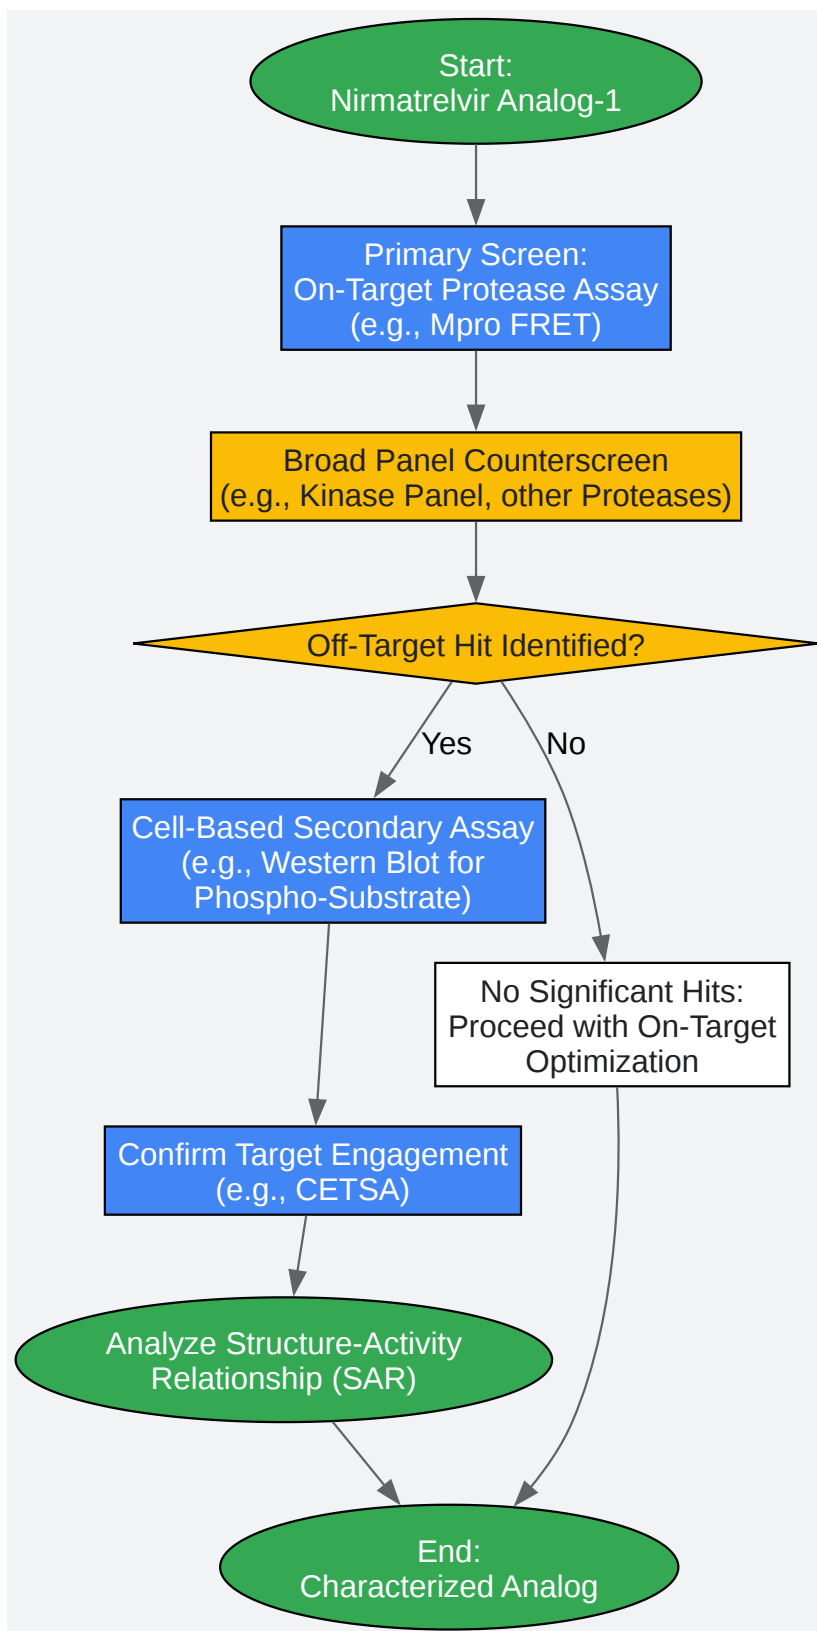 Start:
Nirmatrelvir Analog-1
Primary Screen:
On-Target Protease Assay
(e.g., Mpro FRET)
Broad Panel Counterscreen
(e.g., Kinase Panel, other Proteases)
Off-Target Hit Identified?
Yes
No
Cell-Based Secondary Assay
(e.g., Western Blot for
Phospho-Substrate)
No Significant Hits:
Proceed with On-Target
Optimization
Confirm Target Engagement
(e.g., CETSA)
Analyze Structure-Activity
Relationship (SAR)
End:
Characterized Analog